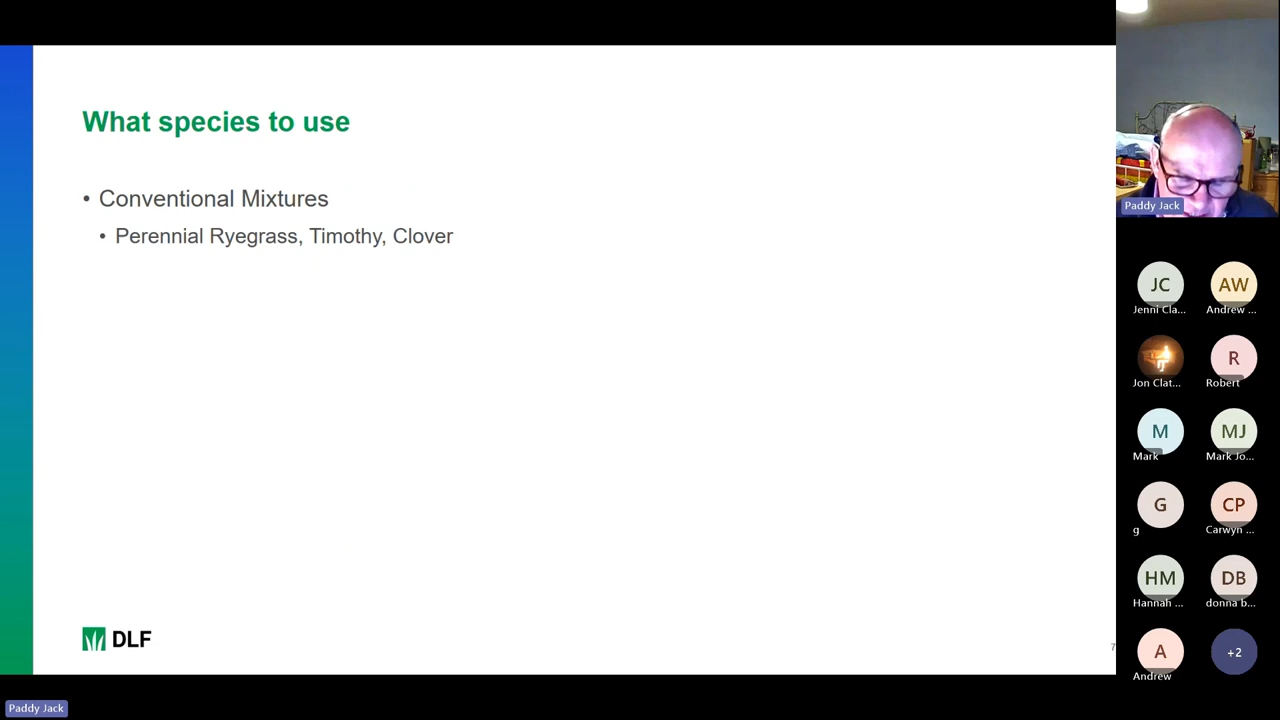 What species to use
• Conventional Mixtures
• Perennial Ryegrass, Timothy, Clover
DLF
7
Paddy Jack
JC
Jenni Cla...
AW
Andrew ...
Jon Clat...
R
Robert
M
Mark
MJ
Mark Jo...
G
g
CP
Carwyn ...
HM
Hannah ...
DB
donna b...
A
Andrew
+2
Paddy Jack